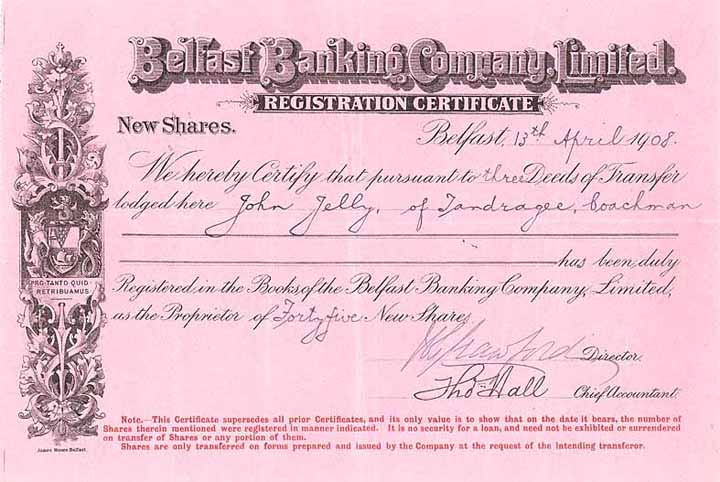 Belfast Banking Company, Limited.
REGISTRATION CERTIFICATE
New Shares.
Belfast, 13th April 1908.
We hereby Certify that pursuant to three Deeds of Transfer
lodged here John Jelly, of Tandragee, Coachman
has been duly
Registered in the Books of the Belfast Banking Company, Limited,
as the Proprietor of Forty five New Shares
PRO·TANTO·QUID·
RETRIBUAMUS
Crawford Director.
Thos Hall Chief Accountant.
Note.—This Certificate supersedes all prior Certificates, and its only value is to show that on the date it bears, the number of
Shares therein mentioned were registered in manner indicated. It is no security for a loan, and need not be exhibited or surrendered
on transfer of Shares or any portion of them.
Shares are only transferred on forms prepared and issued by the Company at the request of the intending transferor.
James Moore Belfast.